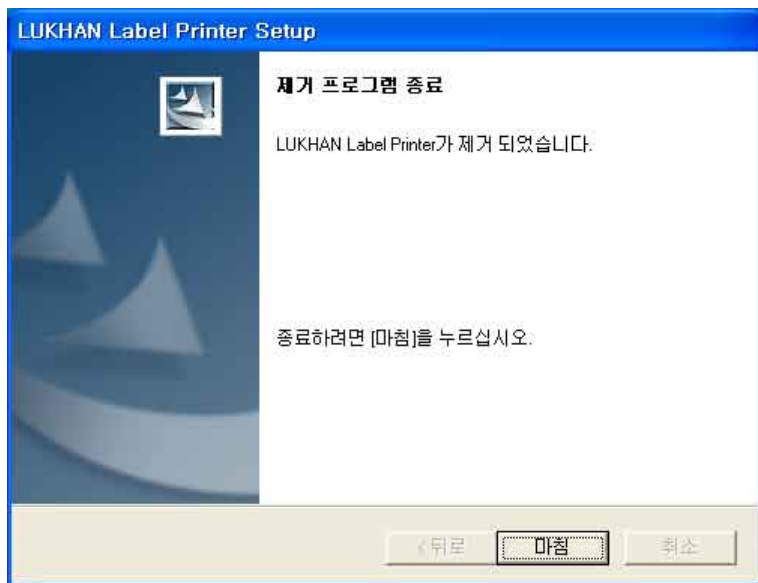 LUKHAN Label Printer Setup
제거 프로그램 종료
LUKHAN Label Printer가 제거 되었습니다.
종료하려면 [마침]을 누르십시오.
< 뒤로 마침 취소